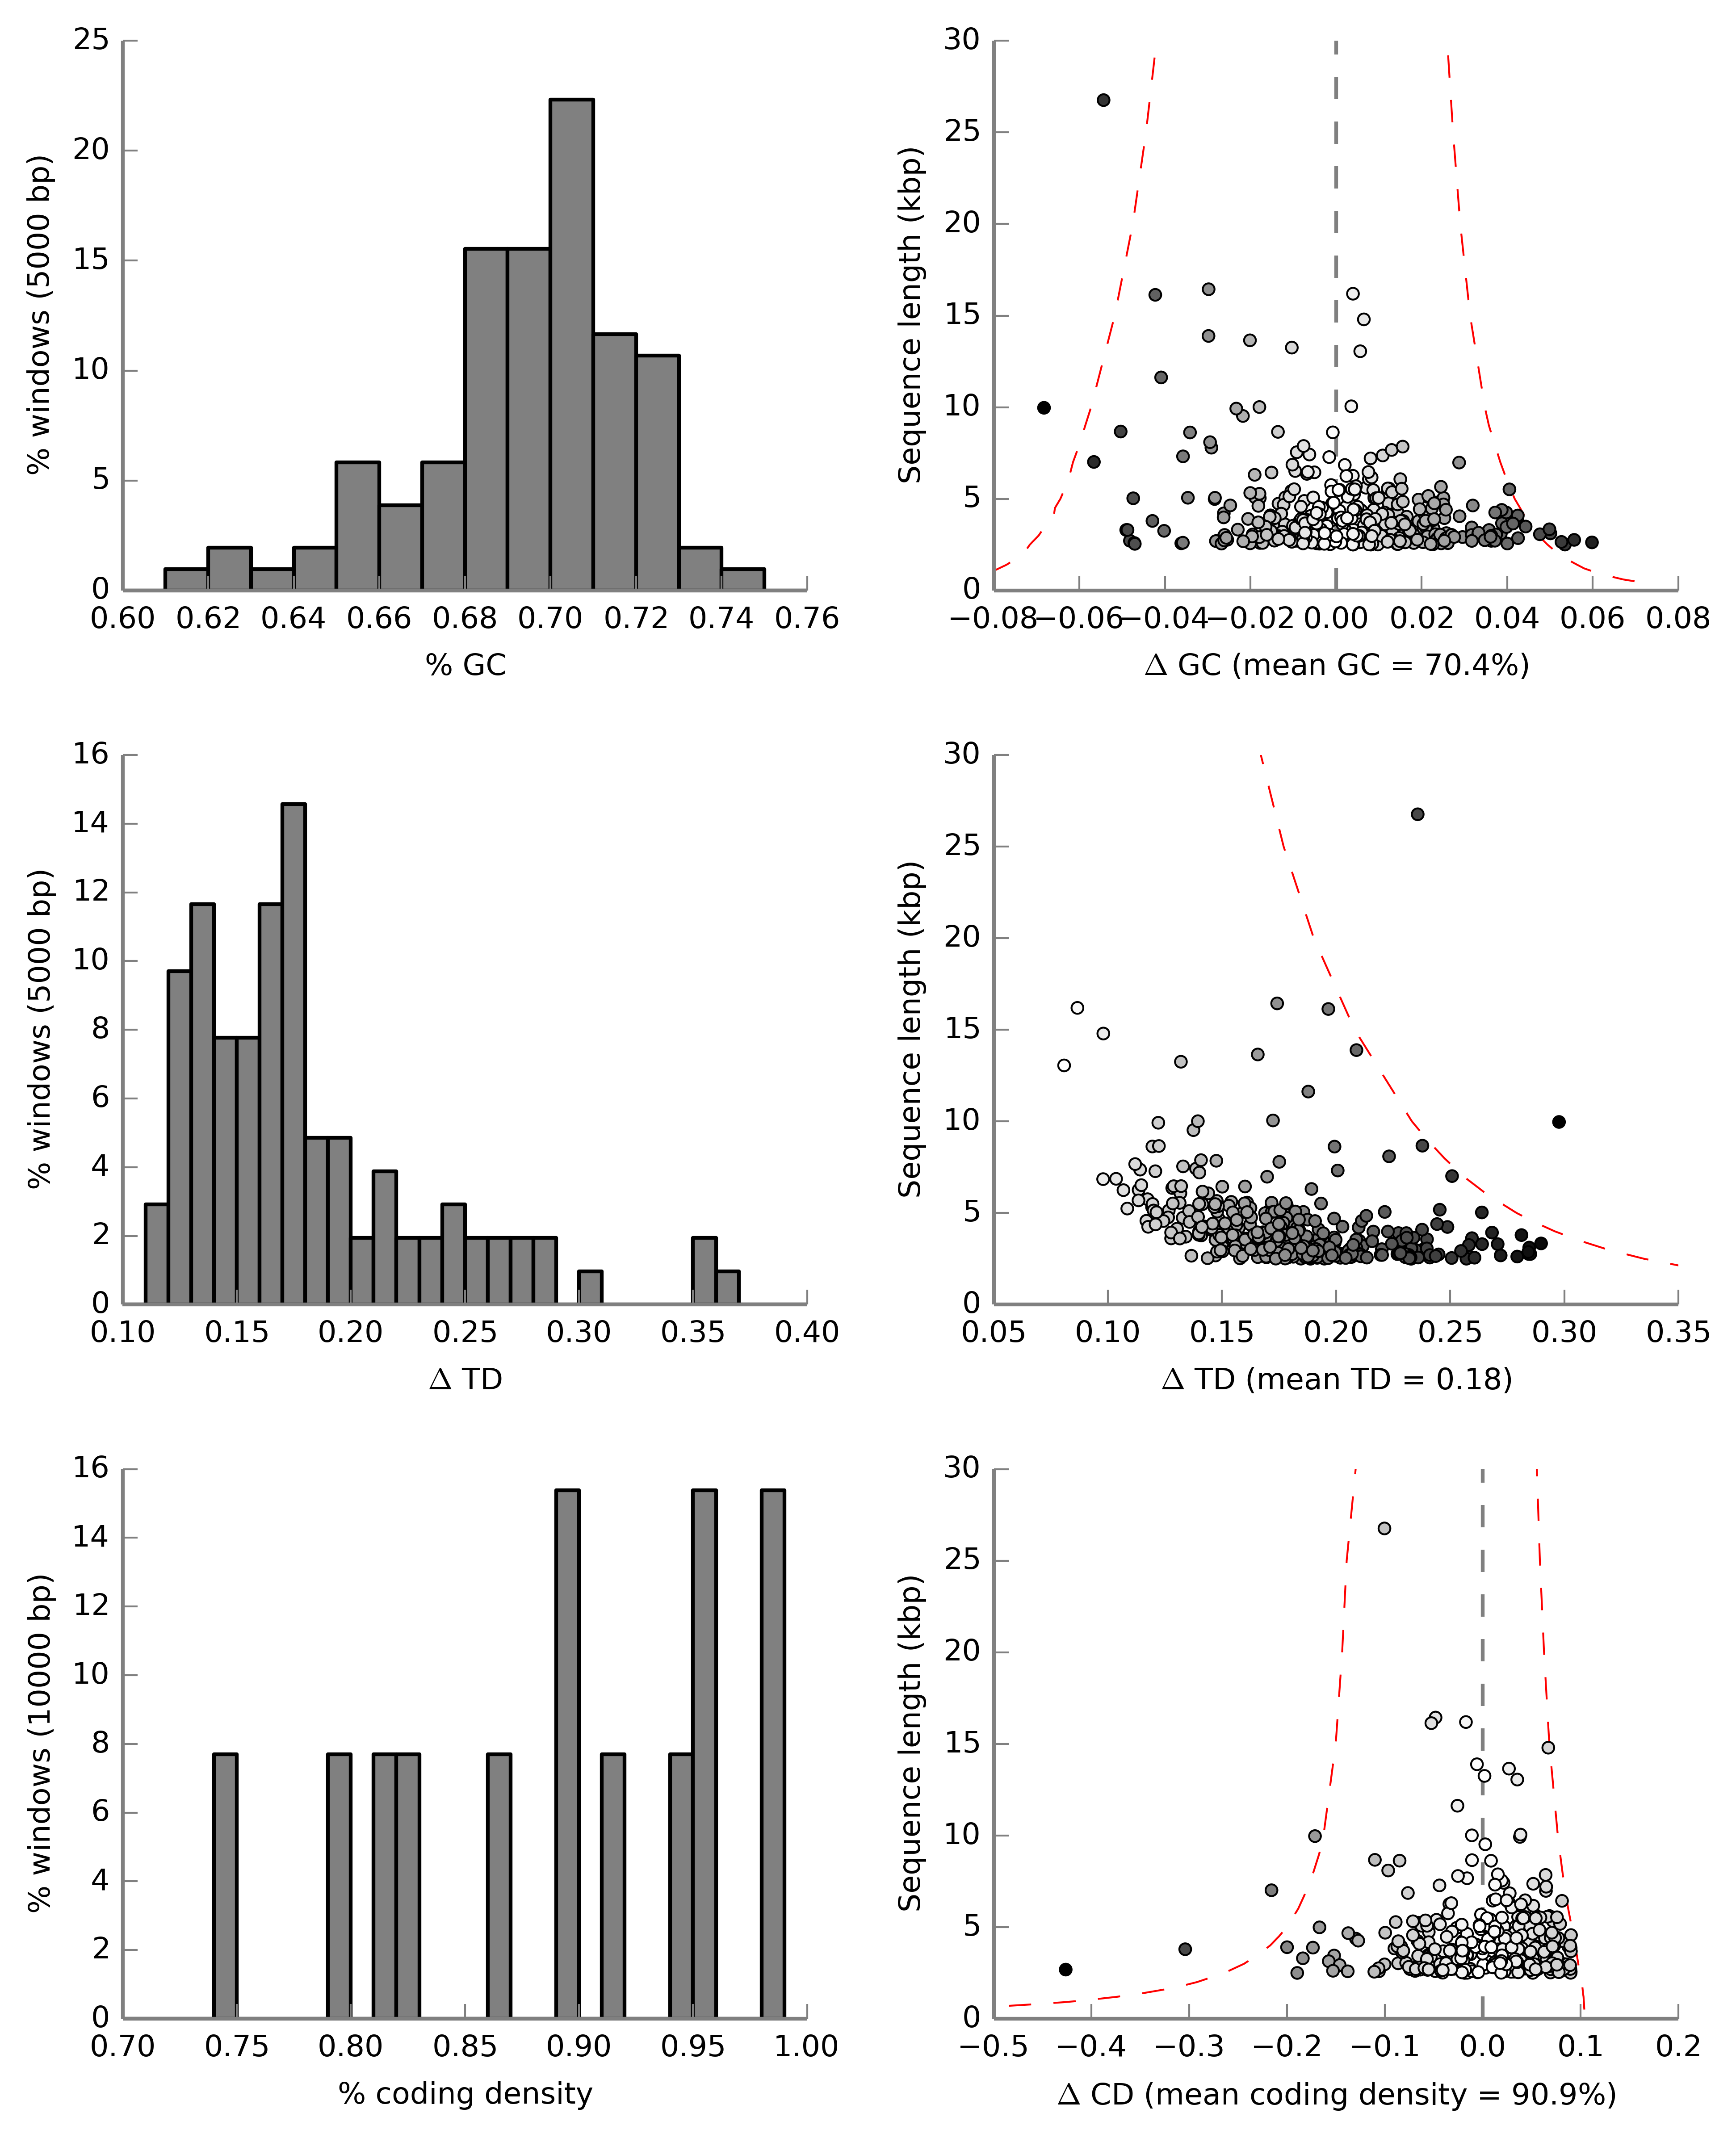 25
20
15
10
5
0
% windows (5000 bp)
0.60 0.62 0.64 0.66 0.68 0.70 0.72 0.74 0.76
% GC
30
25
20
15
10
5
0
Sequence length (kbp)
−0.08 −0.06 −0.04 −0.02 0.00 0.02 0.04 0.06 0.08
Δ GC (mean GC = 70.4%)
16
14
12
10
8
6
4
2
0
% windows (5000 bp)
0.10 0.15 0.20 0.25 0.30 0.35 0.40
Δ TD
30
25
20
15
10
5
0
Sequence length (kbp)
0.05 0.10 0.15 0.20 0.25 0.30 0.35
Δ TD (mean TD = 0.18)
16
14
12
10
8
6
4
2
0
% windows (10000 bp)
0.70 0.75 0.80 0.85 0.90 0.95 1.00
% coding density
30
25
20
15
10
5
0
Sequence length (kbp)
−0.5 −0.4 −0.3 −0.2 −0.1 0.0 0.1 0.2
Δ CD (mean coding density = 90.9%)